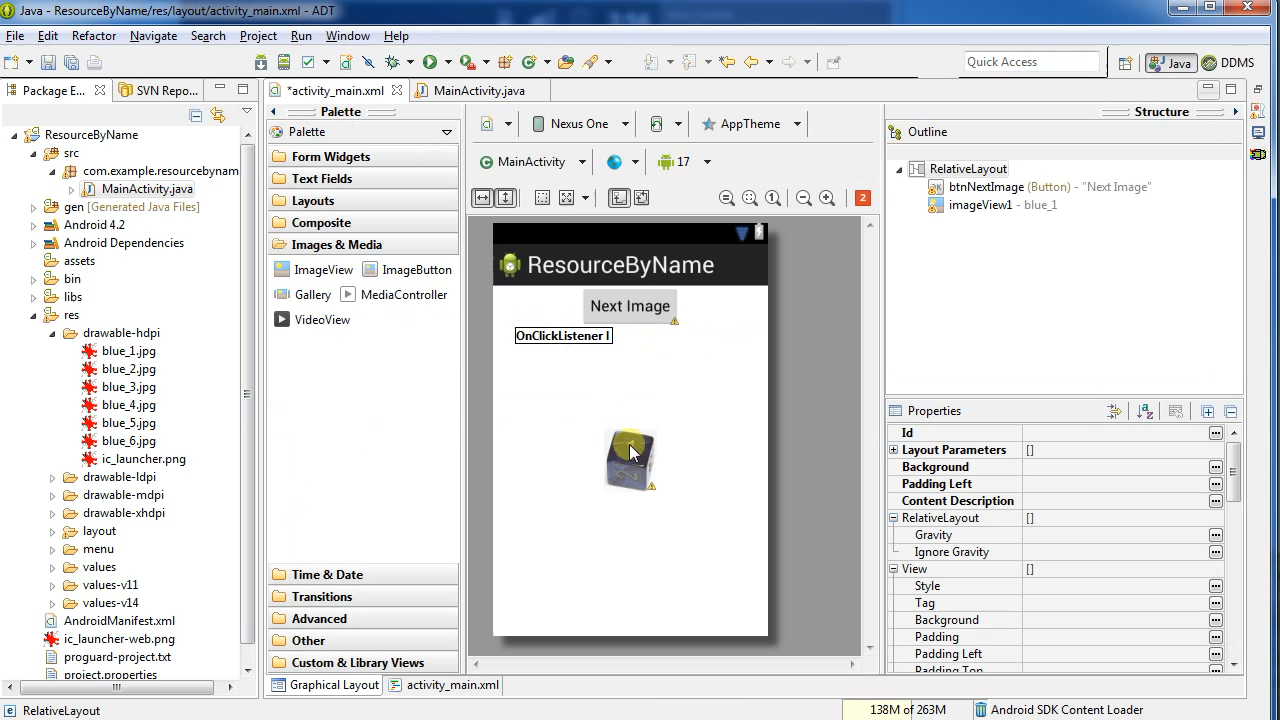 Java - ResourceByName/res/layout/activity_main.xml - ADT
File Edit Refactor Navigate Search Project Run Window Help
Quick Access
Java
DDMS
Package E...
SVN Repo...
*activity_main.xml
MainActivity.java
ResourceByName
src
com.example.resourcebynam
MainActivity.java
gen [Generated Java Files]
Android 4.2
Android Dependencies
assets
bin
libs
res
drawable-hdpi
blue_1.jpg
blue_2.jpg
blue_3.jpg
blue_4.jpg
blue_5.jpg
blue_6.jpg
ic_launcher.png
drawable-ldpi
drawable-mdpi
drawable-xhdpi
layout
menu
values
values-v11
values-v14
AndroidManifest.xml
ic_launcher-web.png
proguard-project.txt
project.properties
Palette
Palette
Form Widgets
Text Fields
Layouts
Composite
Images & Media
ImageView
ImageButton
Gallery
MediaController
VideoView
Time & Date
Transitions
Advanced
Other
Custom & Library Views
Nexus One
AppTheme
MainActivity
17
2
ResourceByName
Next Image
OnClickListener I
Graphical Layout
activity_main.xml
Structure
Outline
RelativeLayout
btnNextImage (Button) - "Next Image"
imageView1 - blue_1
Properties
Id
Layout Parameters []
Background
Padding Left
Content Description
RelativeLayout []
Gravity
Ignore Gravity
View []
Style
Tag
Background
Padding
Padding Left
Padding Top
RelativeLayout
138M of 263M
Android SDK Content Loader